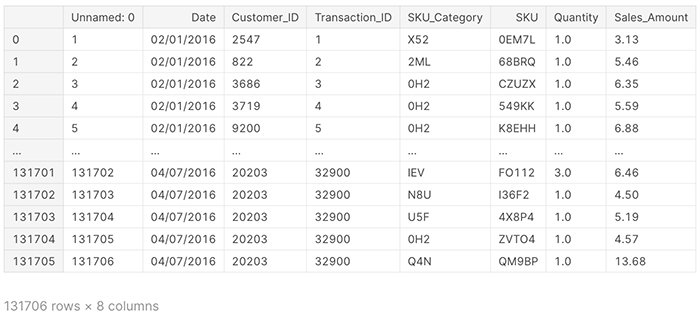 Unnamed: 0 Date Customer_ID Transaction_ID SKU_Category SKU Quantity Sales_Amount
0 1 02/01/2016 2547 1 X52 0EM7L 1.0 3.13
1 2 02/01/2016 822 2 2ML 68BRQ 1.0 5.46
2 3 02/01/2016 3686 3 0H2 CZUZX 1.0 6.35
3 4 02/01/2016 3719 4 0H2 549KK 1.0 5.59
4 5 02/01/2016 9200 5 0H2 K8EHH 1.0 6.88
... ... ... ... ... ... ... ... ...
131701 131702 04/07/2016 20203 32900 IEV FO112 3.0 6.46
131702 131703 04/07/2016 20203 32900 N8U I36F2 1.0 4.50
131703 131704 04/07/2016 20203 32900 U5F 4X8P4 1.0 5.19
131704 131705 04/07/2016 20203 32900 0H2 ZVTO4 1.0 4.57
131705 131706 04/07/2016 20203 32900 Q4N QM9BP 1.0 13.68
131706 rows × 8 columns